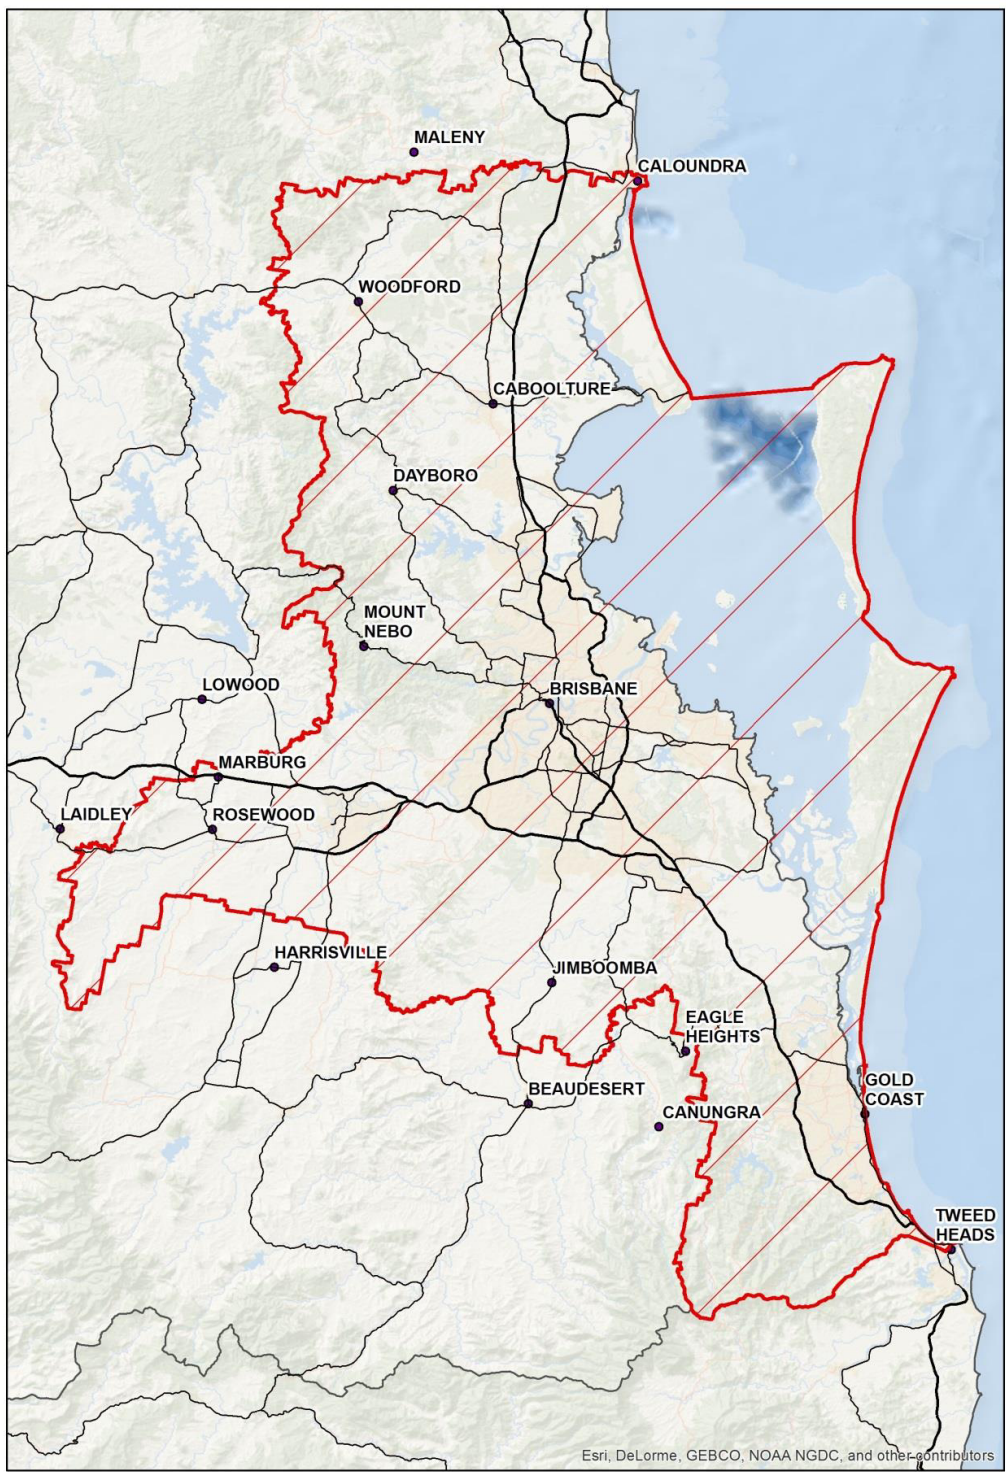 MALENY
CALOUNDRA
WOODFORD
CABOOLTURE
DAYBORO
MOUNT
NEBO
LOWOOD
BRISBANE
MARBURG
LAIDLEY
ROSEWOOD
HARRISVILLE
JIMBOOMBA
EAGLE
HEIGHTS
BEAUDESERT
GOLD
COAST
CANUNGRA
TWEED
HEADS
Esri, DeLorme, GEBCO, NOAA NGDC, and other contributors